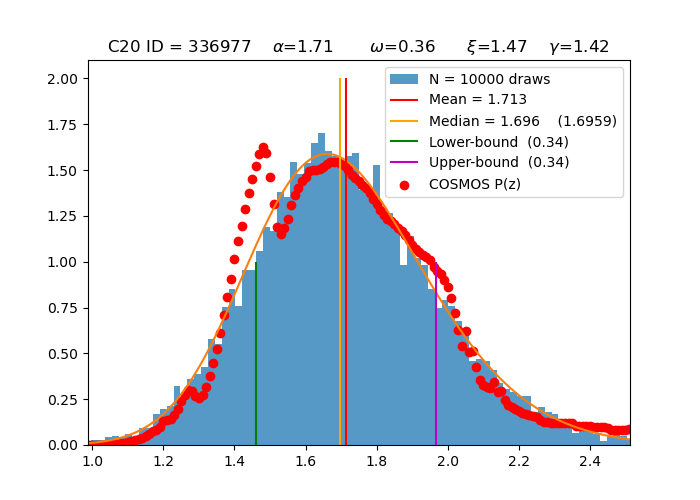 C20 ID = 336977 α=1.71 ω=0.36 ξ=1.47 γ=1.42
N = 10000 draws
Mean = 1.713
Median = 1.696 (1.6959)
Lower-bound (0.34)
Upper-bound (0.34)
COSMOS P(z)
2.00
1.75
1.50
1.25
1.00
0.75
0.50
0.25
0.00
1.0 1.2 1.4 1.6 1.8 2.0 2.2 2.4